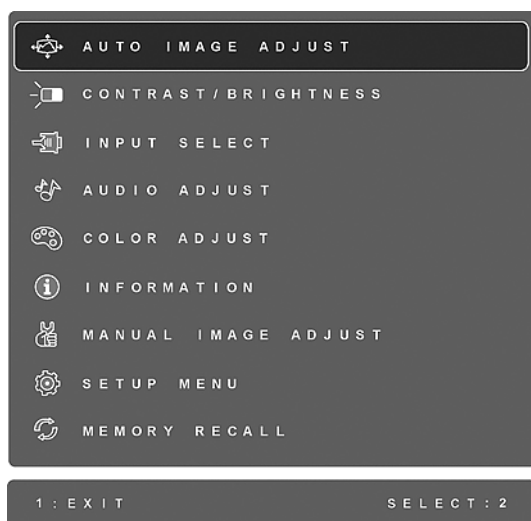 AUTO IMAGE ADJUST
CONTRAST/BRIGHTNESS
INPUT SELECT
AUDIO ADJUST
COLOR ADJUST
INFORMATION
MANUAL IMAGE ADJUST
SETUP MENU
MEMORY RECALL
1:EXIT SELECT:2